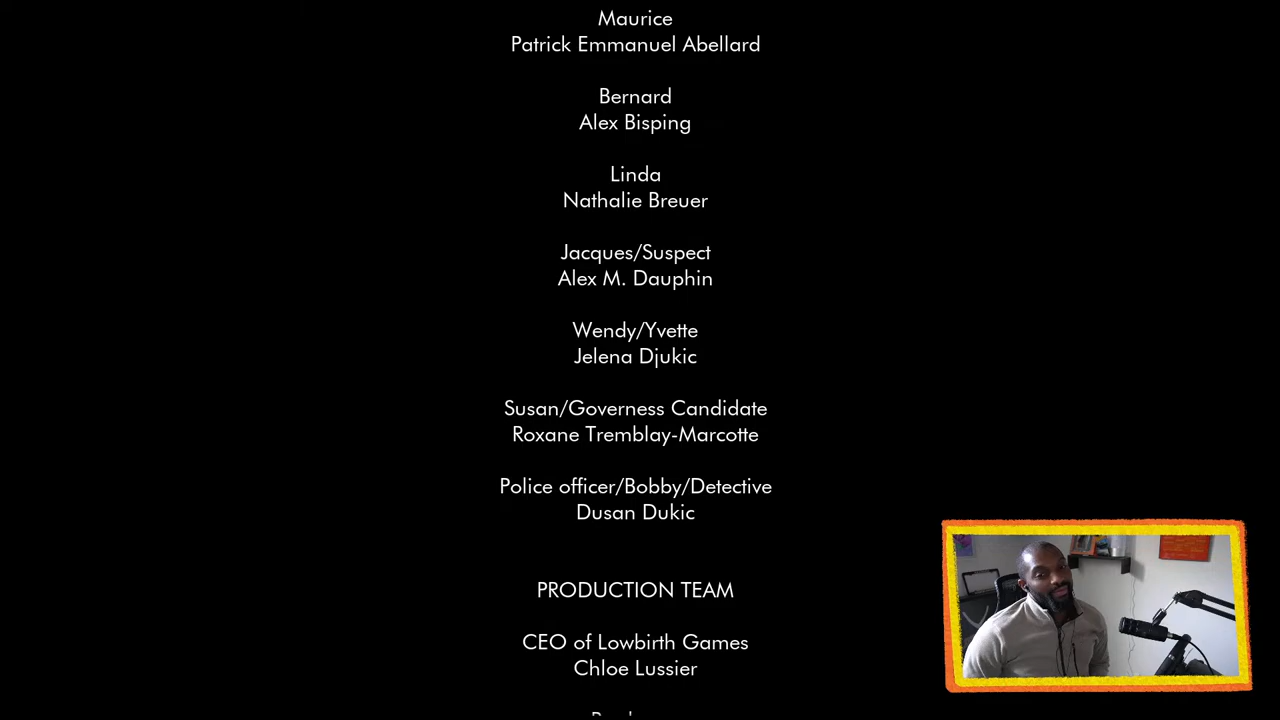 Maurice
Patrick Emmanuel Abellard
Bernard
Alex Bisping
Linda
Nathalie Breuer
Jacques/Suspect
Alex M. Dauphin
Wendy/Yvette
Jelena Djukic
Susan/Governess Candidate
Roxane Tremblay-Marcotte
Police officer/Bobby/Detective
Dusan Dukic
PRODUCTION TEAM
CEO of Lowbirth Games
Chloe Lussier